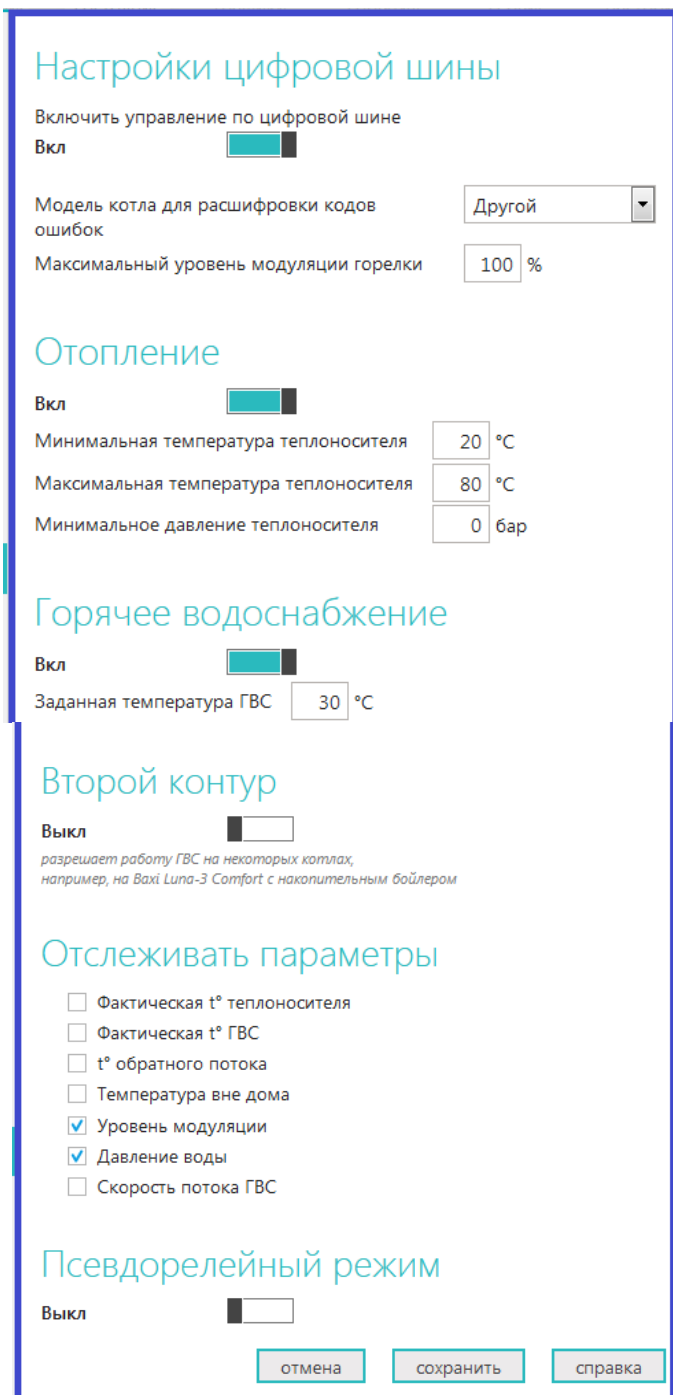 Настройки цифровой шины
Включить управление по цифровой шине
Вкл
Модель котла для расшифровки кодов Другой
ошибок
Максимальный уровень модуляции горелки 100 %
Отопление
Вкл
Минимальная температура теплоносителя 20 °C
Максимальная температура теплоносителя 80 °C
Минимальное давление теплоносителя 0 бар
Горячее водоснабжение
Вкл
Заданная температура ГВС 30 °C
Второй контур
Выкл
разрешает работу ГВС на некоторых котлах,
например, на Baxi Luna-3 Comfort с накопительным бойлером
Отслеживать параметры
Фактическая t° теплоносителя
Фактическая t° ГВС
t° обратного потока
Температура вне дома
Уровень модуляции
Давление воды
Скорость потока ГВС
Псевдорелейный режим
Выкл
отмена сохранить справка